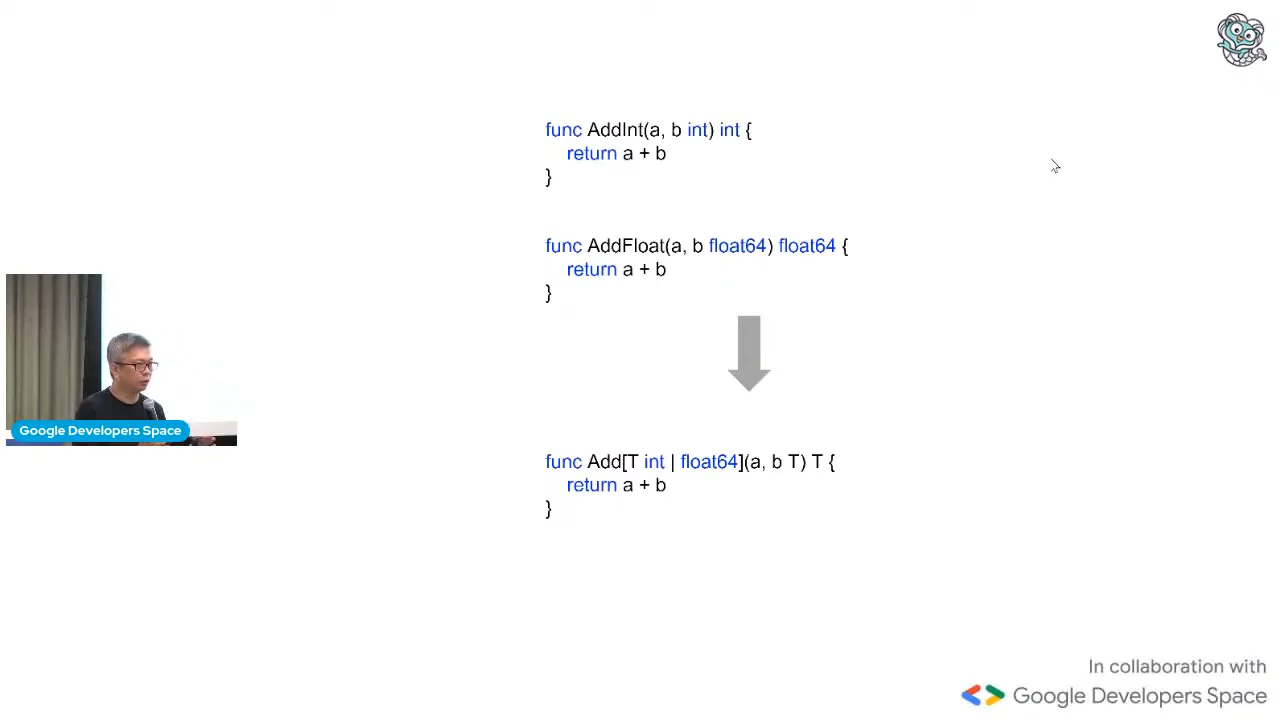 func AddInt(a, b int) int {
return a + b
}
func AddFloat(a, b float64) float64 {
return a + b
}
Google Developers Space
func Add[T int | float64](a, b T) T {
return a + b
}
In collaboration with
Google Developers Space